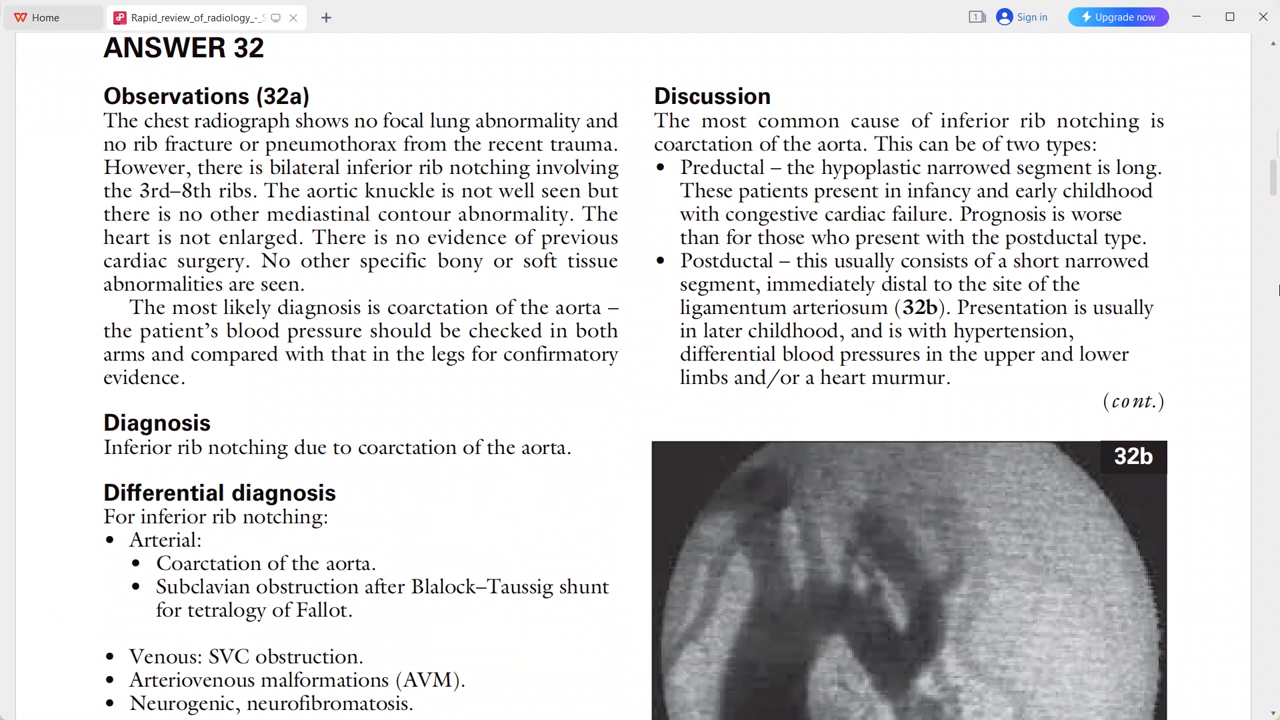 Home
Rapid_review_of_radiology_-_S
Sign in
Upgrade now
ANSWER 32
Observations (32a)
The chest radiograph shows no focal lung abnormality and
no rib fracture or pneumothorax from the recent trauma.
However, there is bilateral inferior rib notching involving
the 3rd–8th ribs. The aortic knuckle is not well seen but
there is no other mediastinal contour abnormality. The
heart is not enlarged. There is no evidence of previous
cardiac surgery. No other specific bony or soft tissue
abnormalities are seen.
The most likely diagnosis is coarctation of the aorta –
the patient's blood pressure should be checked in both
arms and compared with that in the legs for confirmatory
evidence.
Diagnosis
Inferior rib notching due to coarctation of the aorta.
Differential diagnosis
For inferior rib notching:
• Arterial:
• Coarctation of the aorta.
• Subclavian obstruction after Blalock–Taussig shunt
for tetralogy of Fallot.
• Venous: SVC obstruction.
• Arteriovenous malformations (AVM).
• Neurogenic, neurofibromatosis.
Discussion
The most common cause of inferior rib notching is
coarctation of the aorta. This can be of two types:
• Preductal – the hypoplastic narrowed segment is long.
These patients present in infancy and early childhood
with congestive cardiac failure. Prognosis is worse
than for those who present with the postductal type.
• Postductal – this usually consists of a short narrowed
segment, immediately distal to the site of the
ligamentum arteriosum (32b). Presentation is usually
in later childhood, and is with hypertension,
differential blood pressures in the upper and lower
limbs and/or a heart murmur.
(cont.)
32b